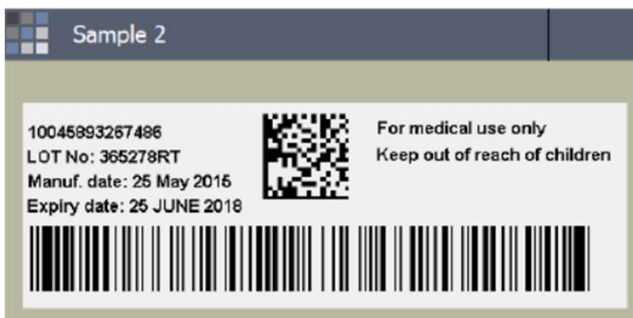 Sample 2
10045893267486
LOT No: 365278RT
Manuf. date: 25 May 2015
Expiry date: 25 JUNE 2018
For medical use only
Keep out of reach of children